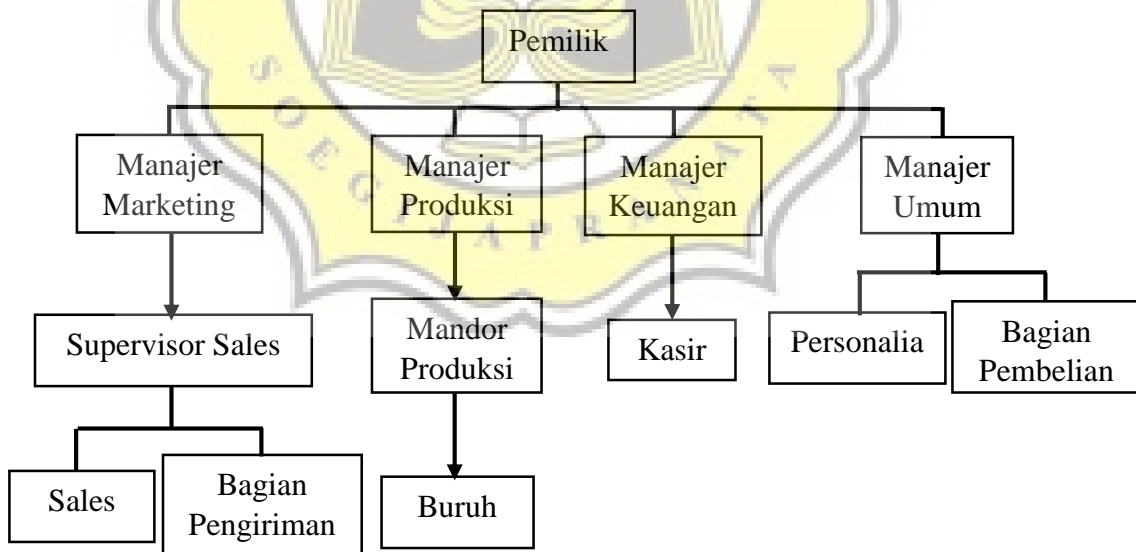 Pemilik
Manajer
Marketing
Manajer
Produksi
Manajer
Keuangan
Manajer
Umum
Supervisor Sales
Mandor
Produksi
Kasir
Personalia
Bagian
Pembelian
Sales
Bagian
Pengiriman
Buruh
SOEGIJAPRANATA